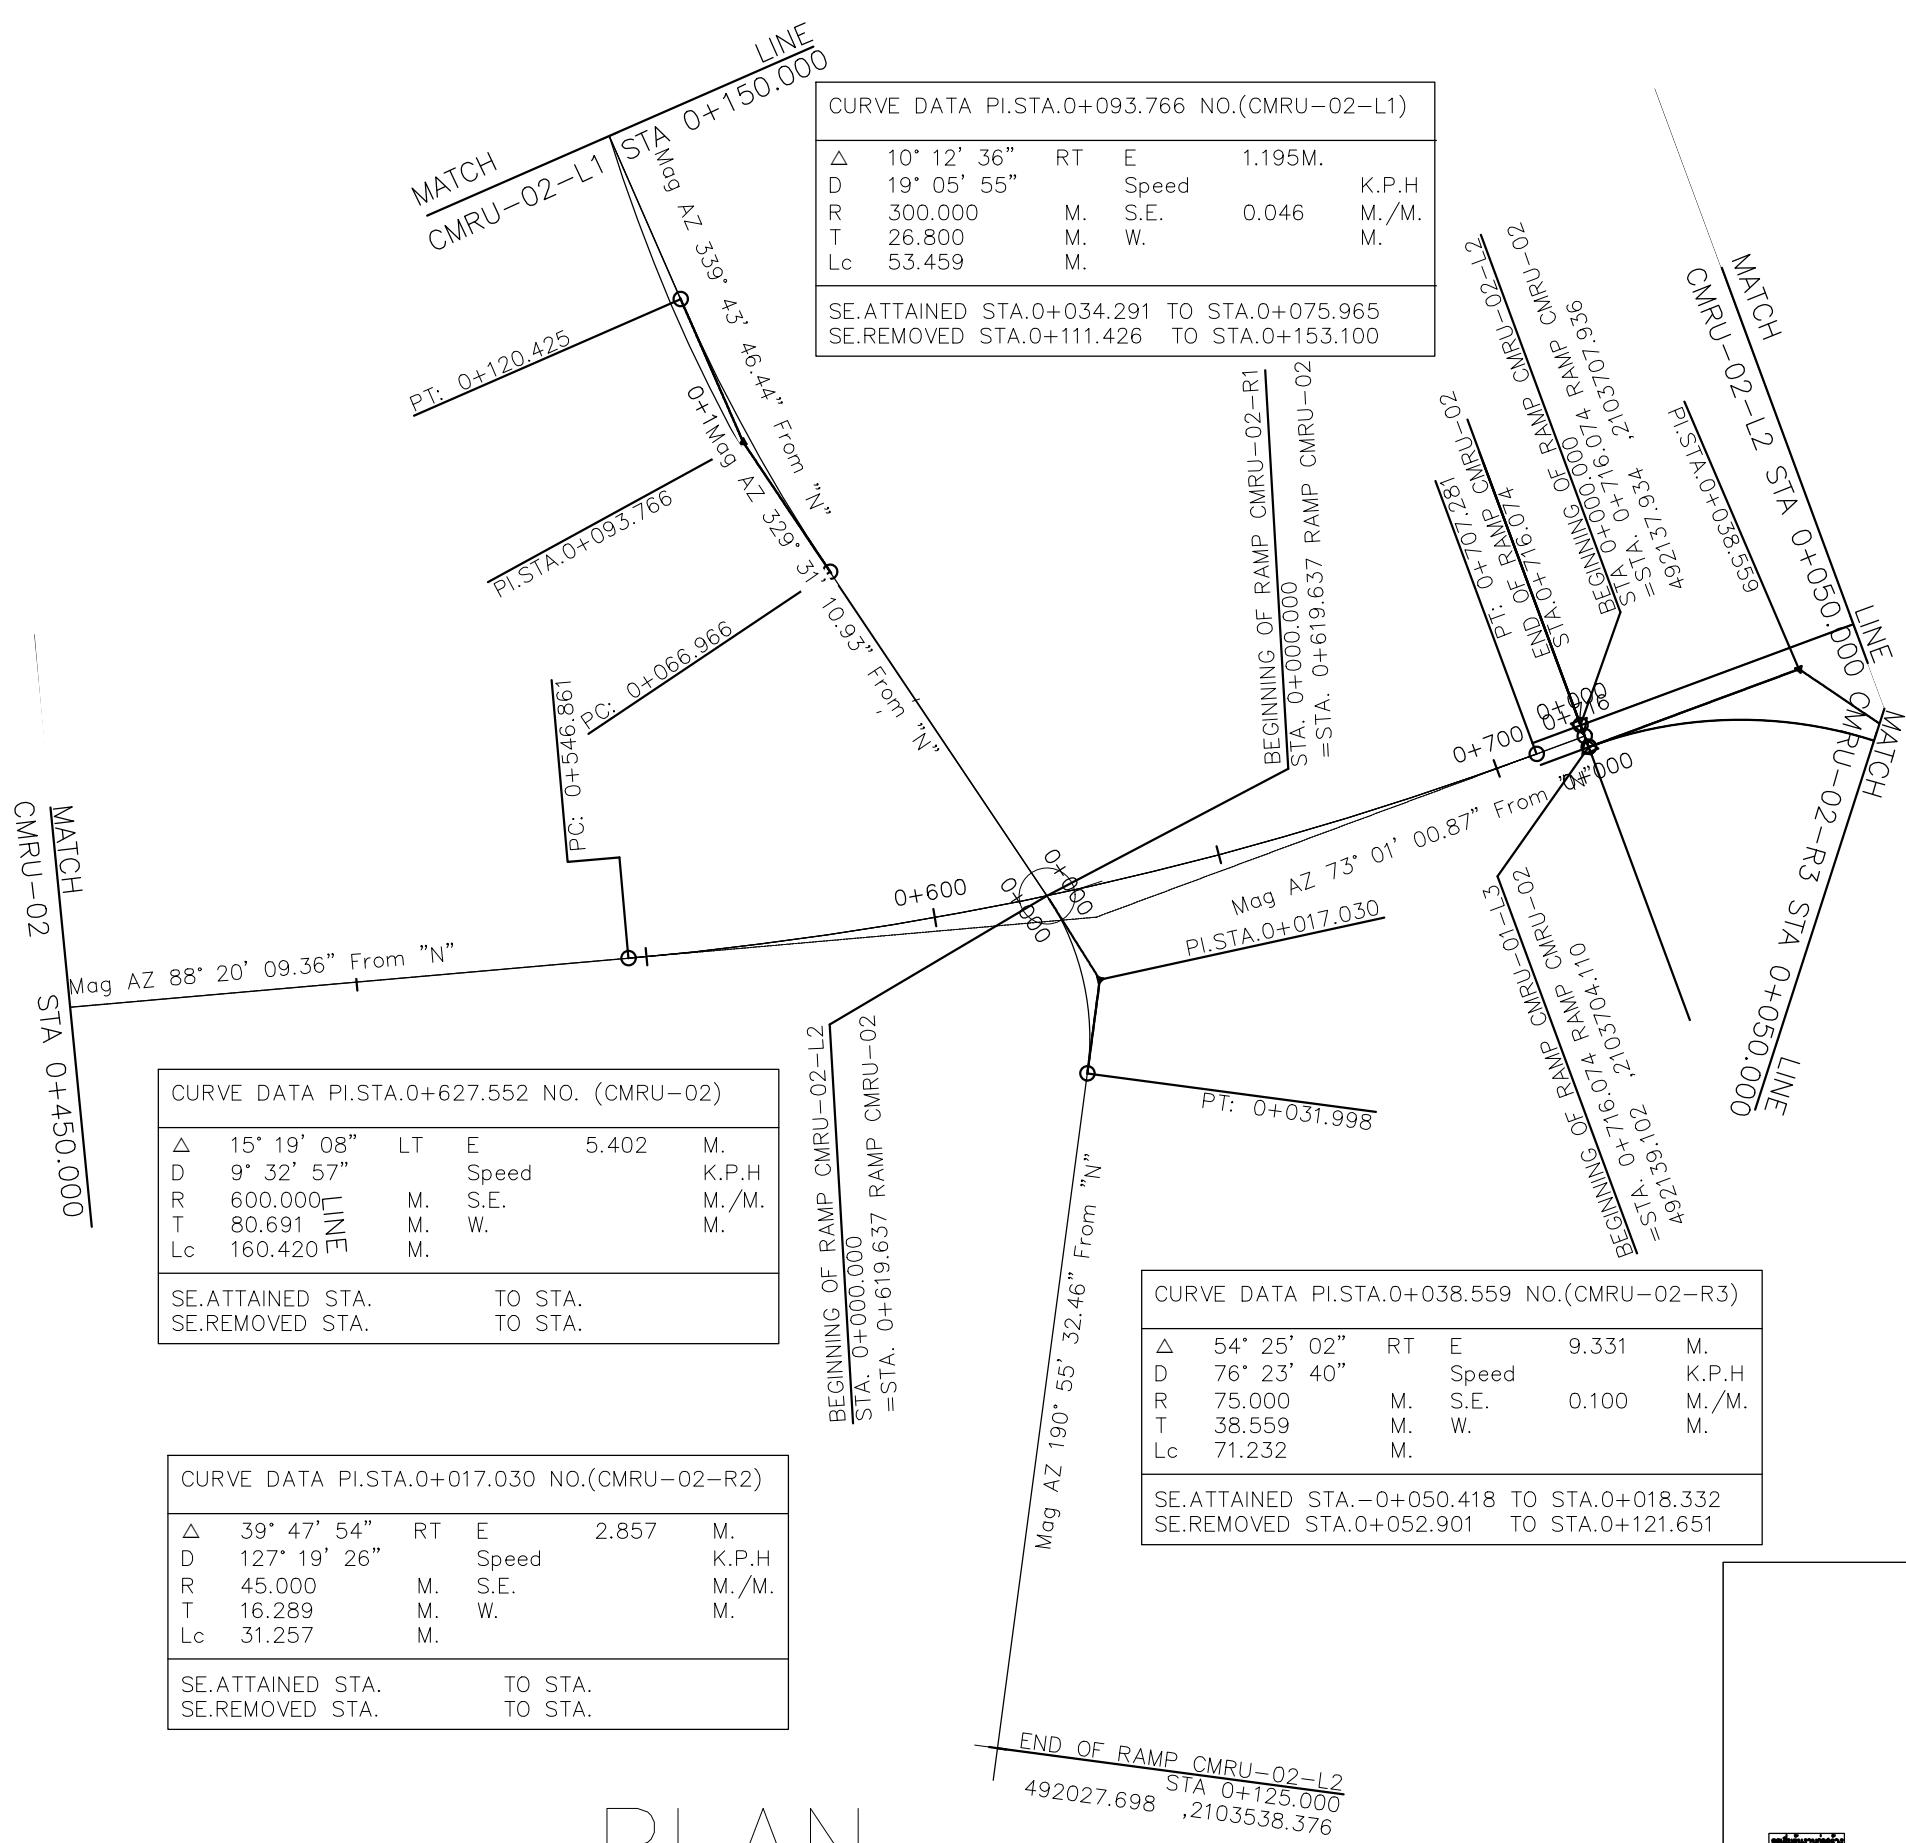 MATCH
LINE
CMRU-02-L1 STA 0+150.000
CURVE DATA PI.STA.0+093.766 NO.(CMRU-02-L1)
△ 10° 12' 36" RT E 1.195M.
D 19° 05' 55" Speed K.P.H
R 300.000 M. S.E. 0.046 M./M.
T 26.800 M. W. M.
Lc 53.459 M.
SE.ATTAINED STA.0+034.291 TO STA.0+075.965
SE.REMOVED STA.0+111.426 TO STA.0+153.100
Mag AZ 339° 43' 46.44" From "N"
PT: 0+120.425
0+1
Mag AZ 329° 31' 10.93" From "N"
PI.STA.0+093.766
PC: 0+066.966
PC: 0+546.861
BEGINNING OF RAMP CMRU-02-R1
STA. 0+000.000
=STA. 0+619.637 RAMP CMRU-02
PT: 0+707.281
END OF RAMP CMRU-02
STA.0+716.074
BEGINNING OF RAMP CMRU-02-L2
STA 0+000.000
=STA. 0+716.074 RAMP CMRU-02
492137.934 ,2103707.936
PI.STA.0+038.559
MATCH
LINE
CMRU-02-L2 STA 0+050.000
MATCH
LINE
CMRU-02-R3 STA 0+050.000
0+000
0+716
0+700
0+000
"N"
MATCH
CMRU-02 STA 0+450.000
LINE
Mag AZ 88° 20' 09.36" From "N"
0+600
0+000
0+000
Mag AZ 73° 01' 00.87" From "N"
PI.STA.0+017.030
PT: 0+031.998
BEGINNING OF RAMP CMRU-01-L3
=STA. 0+716.074 RAMP CMRU-02
492139.102 ,2103704.110
BEGINNING OF RAMP CMRU-02-L2
STA. 0+000.000
=STA. 0+619.637 RAMP CMRU-02
CURVE DATA PI.STA.0+627.552 NO. (CMRU-02)
△ 15° 19' 08" LT E 5.402 M.
D 9° 32' 57" Speed K.P.H
R 600.000 M. S.E. M./M.
T 80.691 M. W. M.
Lc 160.420 M.
SE.ATTAINED STA. TO STA.
SE.REMOVED STA. TO STA.
Mag AZ 190° 55' 32.46" From "N"
CURVE DATA PI.STA.0+038.559 NO.(CMRU-02-R3)
△ 54° 25' 02" RT E 9.331 M.
D 76° 23' 40" Speed K.P.H
R 75.000 M. S.E. 0.100 M./M.
T 38.559 M. W. M.
Lc 71.232 M.
SE.ATTAINED STA.-0+050.418 TO STA.0+018.332
SE.REMOVED STA.0+052.901 TO STA.0+121.651
CURVE DATA PI.STA.0+017.030 NO.(CMRU-02-R2)
△ 39° 47' 54" RT E 2.857 M.
D 127° 19' 26" Speed K.P.H
R 45.000 M. S.E. M./M.
T 16.289 M. W. M.
Lc 31.257 M.
SE.ATTAINED STA. TO STA.
SE.REMOVED STA. TO STA.
END OF RAMP CMRU-02-L2
STA 0+125.000
492027.698 ,2103538.376
PLAN